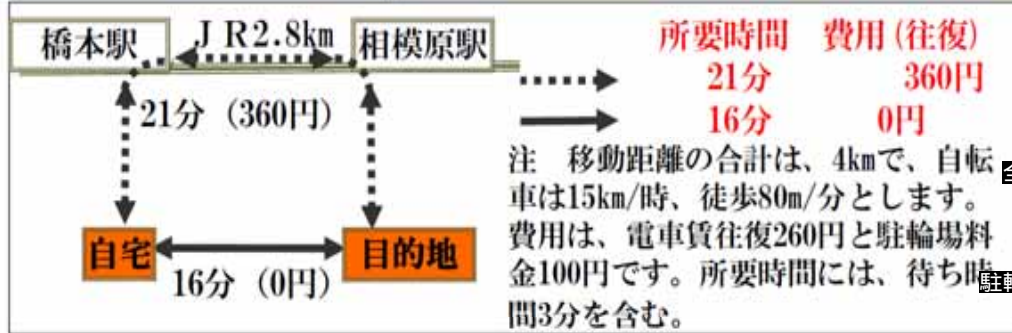 橋本駅 ＪＲ2.8km 相模原駅
21分（360円）
自宅 目的地
16分（0円）
所要時間 費用(往復)
21分 360円
16分 0円
注　移動距離の合計は、4kmで、自転
車は15km/時、徒歩80m/分とします。
費用は、電車賃往復260円と駐輪場料
金100円です。所要時間には、待ち時
間3分を含む。